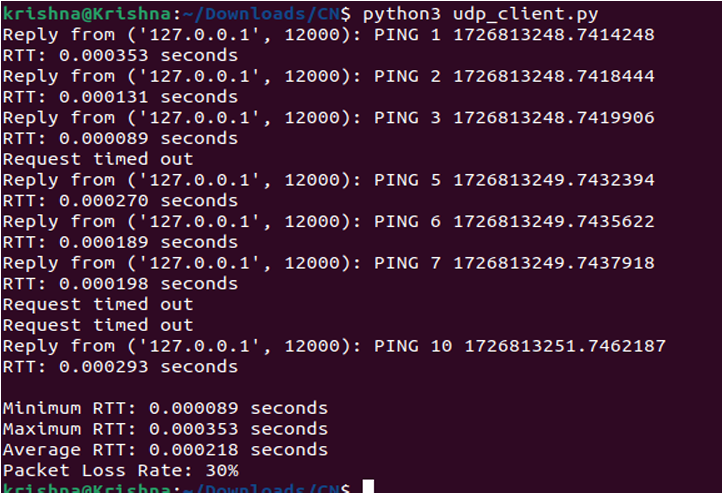 krishna@Krishna:~/Downloads/CN$ python3 udp_client.py
Reply from ('127.0.0.1', 12000): PING 1 1726813248.7414248
RTT: 0.000353 seconds
Reply from ('127.0.0.1', 12000): PING 2 1726813248.7418444
RTT: 0.000131 seconds
Reply from ('127.0.0.1', 12000): PING 3 1726813248.7419906
RTT: 0.000089 seconds
Request timed out
Reply from ('127.0.0.1', 12000): PING 5 1726813249.7432394
RTT: 0.000270 seconds
Reply from ('127.0.0.1', 12000): PING 6 1726813249.7435622
RTT: 0.000189 seconds
Reply from ('127.0.0.1', 12000): PING 7 1726813249.7437918
RTT: 0.000198 seconds
Request timed out
Request timed out
Reply from ('127.0.0.1', 12000): PING 10 1726813251.7462187
RTT: 0.000293 seconds
Minimum RTT: 0.000089 seconds
Maximum RTT: 0.000353 seconds
Average RTT: 0.000218 seconds
Packet Loss Rate: 30%
krishna@Krishna:~/Downloads/CN$